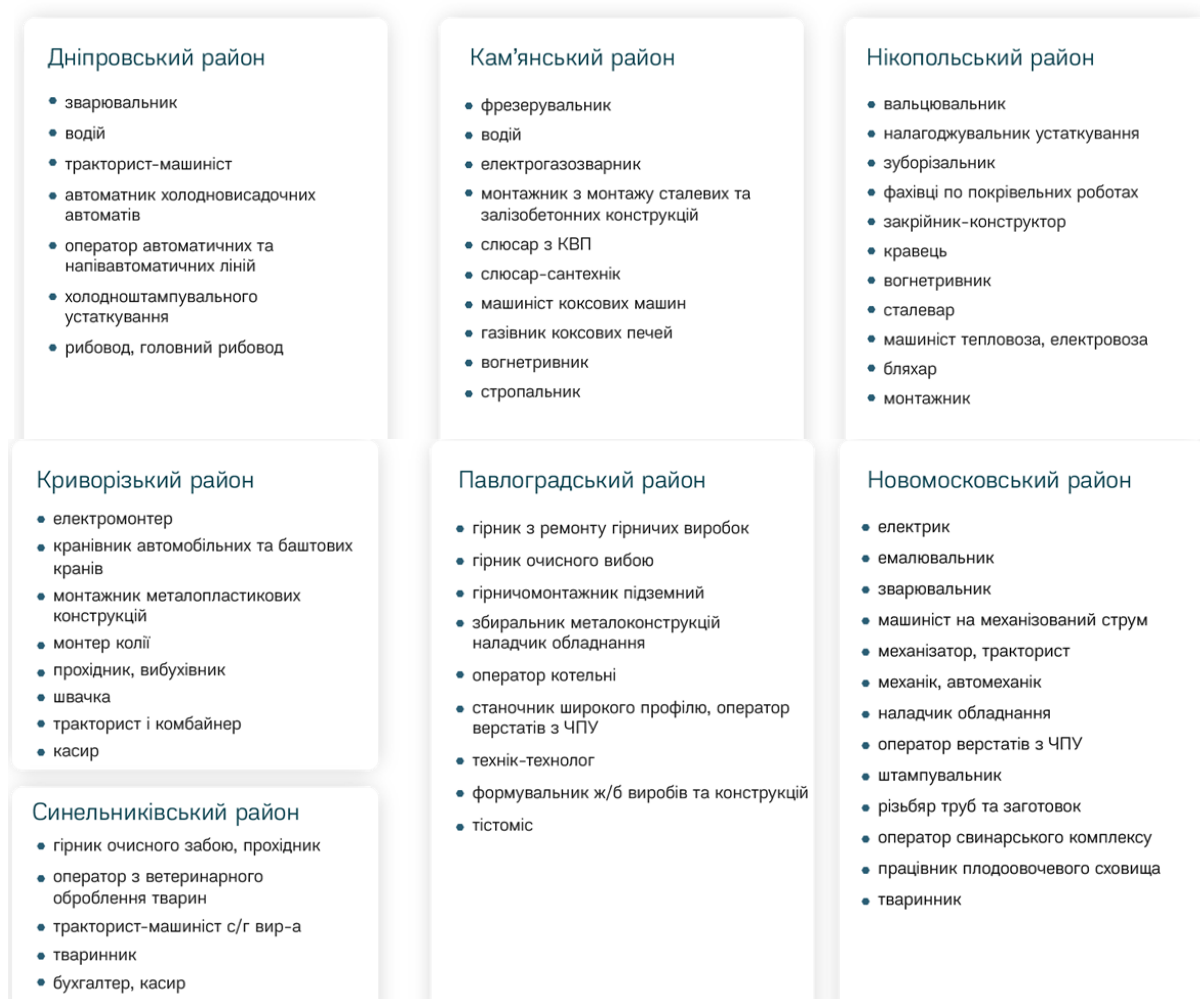 Дніпровський район
зварювальник
водій
тракторист-машиніст
автоматник холодновисадочних
автоматів
оператор автоматичних та
напівавтоматичних ліній
холодноштампувального
устаткування
рибовод, головний рибовод
Кам’янський район
фрезерувальник
водій
електрогазозварник
монтажник з монтажу сталевих та
залізобетонних конструкцій
слюсар з КВП
слюсар-сантехнік
машиніст коксових машин
газівник коксових печей
вогнетривник
стропальник
Нікопольський район
вальцювальник
налагоджувальник устаткування
зуборізальник
фахівці по покрівельних роботах
закрійник-конструктор
кравець
вогнетривник
сталевар
машиніст тепловоза, електровоза
бляхар
монтажник
Криворізький район
електромонтер
кранівник автомобільних та баштових
кранів
монтажник металопластикових
конструкцій
монтер колії
прохідник, вибухівник
швачка
тракторист і комбайнер
касир
Синельниківський район
гірник очисного забою, прохідник
оператор з ветеринарного
оброблення тварин
тракторист-машиніст с/г вир-а
тваринник
бухгалтер, касир
Павлоградський район
гірник з ремонту гірничих виробок
гірник очисного вибою
гірничомонтажник підземний
збиральник металоконструкцій
наладчик обладнання
оператор котельні
станочник широкого профілю, оператор
верстатів з ЧПУ
технік-технолог
формувальник ж/б виробів та конструкцій
тістоміс
Новомосковський район
електрик
емалювальник
зварювальник
машиніст на механізований струм
механізатор, тракторист
механік, автомеханік
наладчик обладнання
оператор верстатів з ЧПУ
штампувальник
різьбяр труб та заготовок
оператор свинарського комплексу
працівник плодоовочевого сховища
тваринник